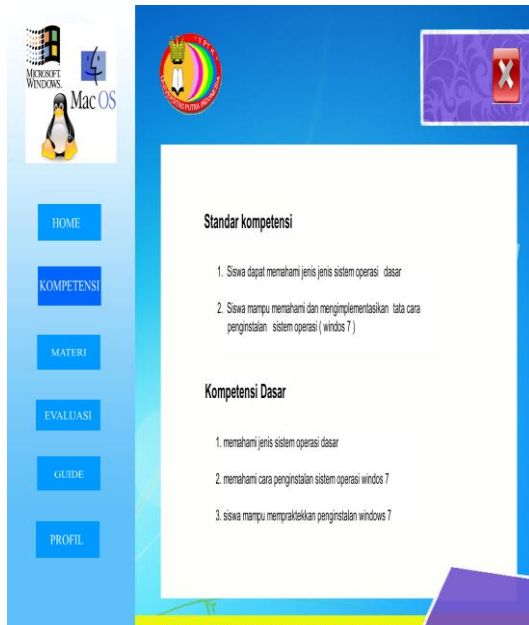 MICROSOFT
WINDOWS.
Mac OS
HOME
KOMPETENSI
MATERI
EVALUASI
GUIDE
PROFIL
Standar kompetensi
1. Siswa dapat memahami jenis jenis sistem operasi dasar
2. Siswa mampu memahami dan mengimplementasikan tata cara
penginstalan sistem operasi ( windos 7 )
Kompetensi Dasar
1. memahami jenis sistem operasi dasar
2. memahami cara penginstalan sistem operasi windos 7
3. siswa mampu mempraktekkan penginstalan windows 7